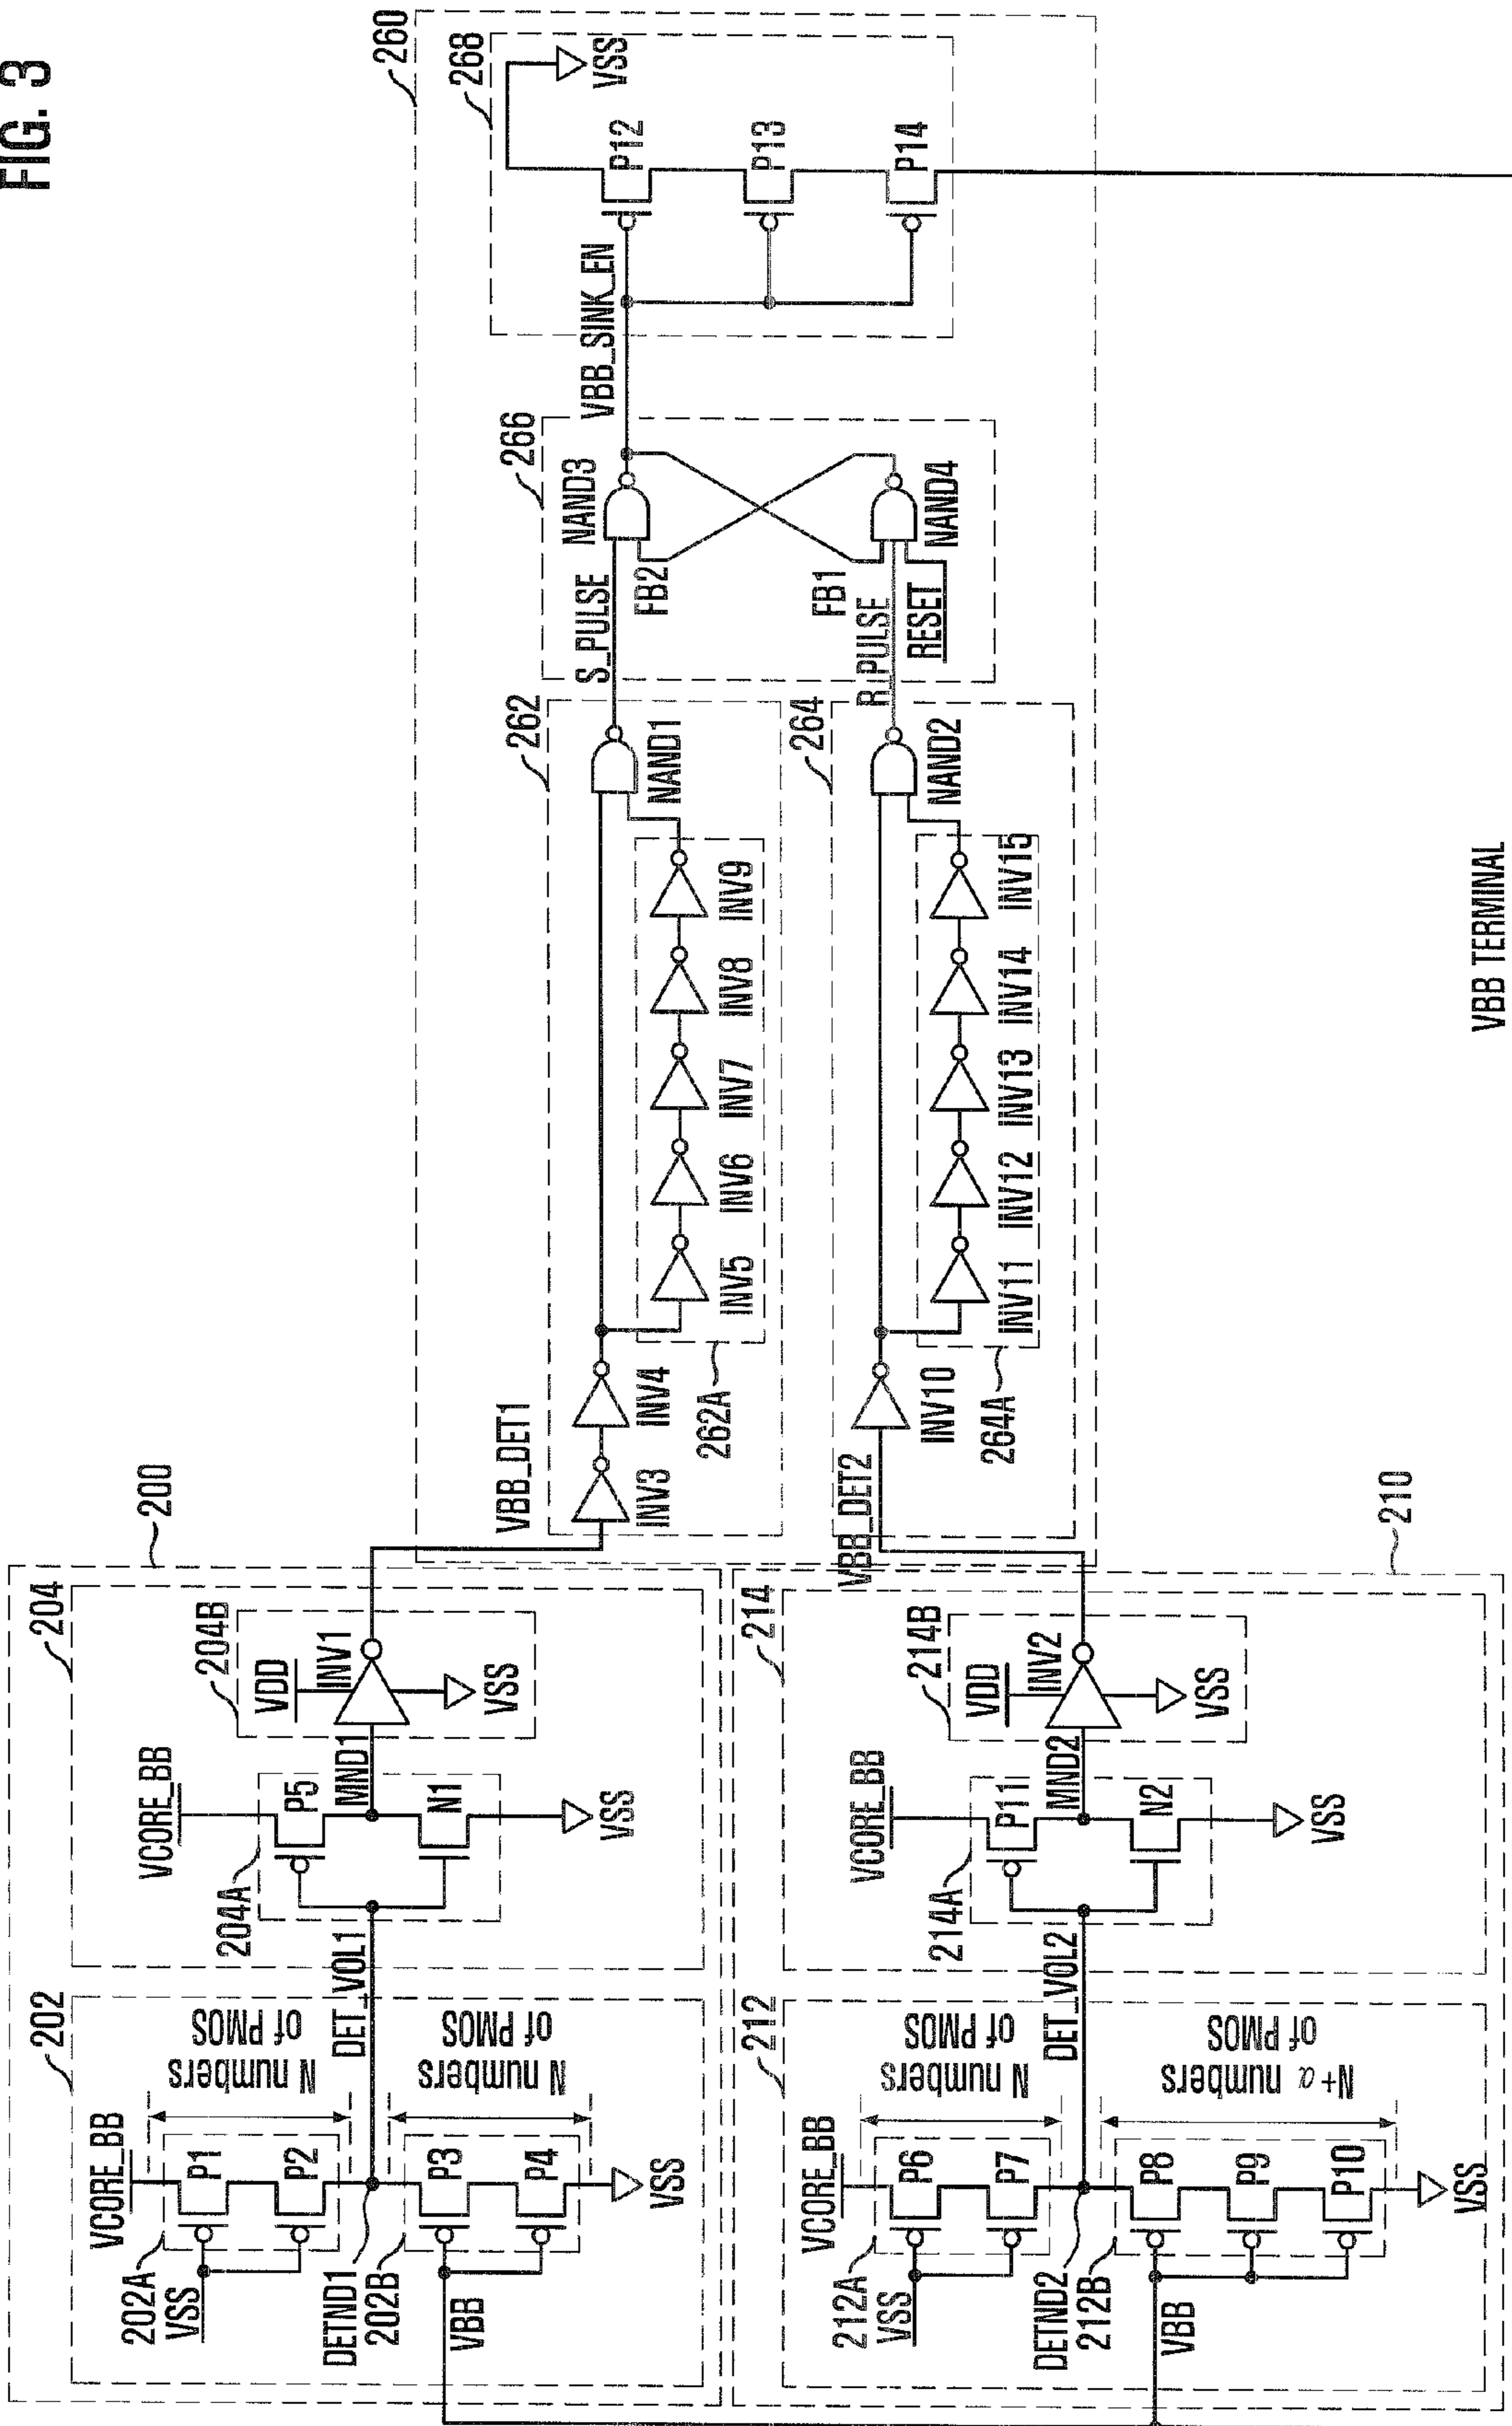 FIG. 3
200
202
VCORE_BB
202A
P1
N numbers
of PMOS
VSS
P2
DETND1
DET_VOL1
202B
P3
N numbers
of PMOS
VBB
P4
VSS
204
VCORE_BB
204A
P5
MND1
N1
VSS
204B
VDD
INV1
VSS
210
212
VCORE_BB
212A
P6
N numbers
of PMOS
VSS
P7
DETND2
DET_VOL2
212B
P8
N+α numbers
of PMOS
VBB
P9
P10
VSS
214
VCORE_BB
214A
P11
MND2
N2
VSS
214B
VDD
INV2
VSS
260
VBB_DET1
262
INV3
INV4
262A
INV5
INV6
INV7
INV8
INV9
NAND1
S_PULSE
VBB_DET2
264
INV10
264A
INV11
INV12
INV13
INV14
INV15
NAND2
R_PULSE
266
NAND3
FB2
FB1
RESET
NAND4
VBB_SINK_EN
268
VSS
P12
P13
P14
VBB TERMINAL